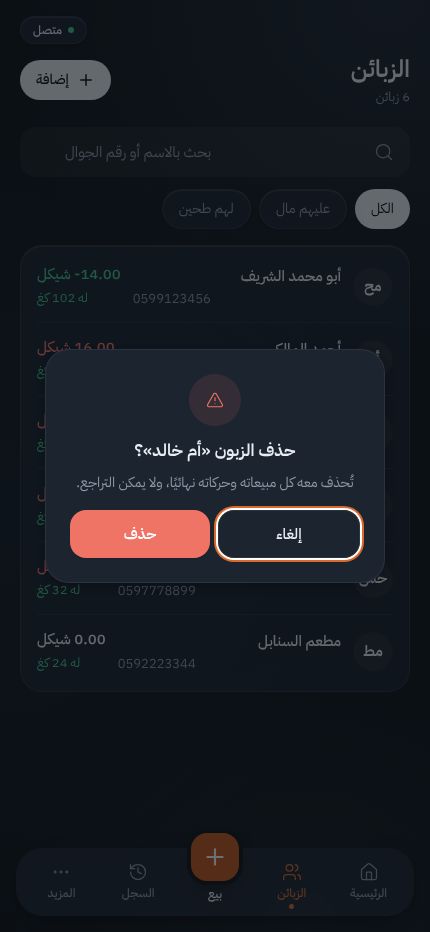 متصل
الزبائن
إضافة
6 زبائن
بحث بالاسم أو رقم الجوال
الكل
عليهم مال
لهم طحين
مح
أبو محمد الشريف
-14.00 شيكل
0599123456
له 102 كغ
16.00 شيكل
حذف الزبون «أم خالد»؟
تُحذف معه كل مبيعاته وحركاته نهائيًا، ولا يمكن التراجع.
إلغاء
حذف
0597778899
له 32 كغ
مط
مطعم السنابل
0.00 شيكل
0592223344
له 24 كغ
الرئيسية
الزبائن
بيع
السجل
المزيد